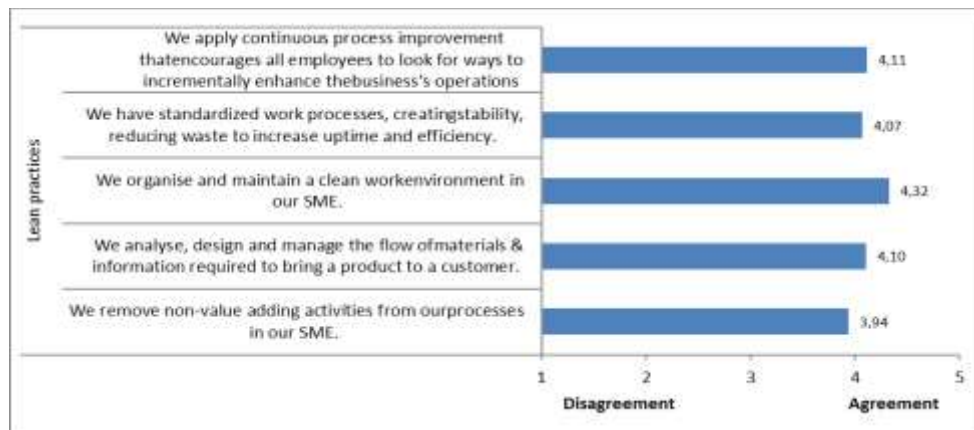 Lean practices
We apply continuous process improvement
thatencourages all employees to look for ways to
incrementally enhance thebusiness's operations
4,11
We have standardized work processes, creatingstability,
reducing waste to increase uptime and efficiency.
4,07
We organise and maintain a clean workenvironment in
our SME.
4,32
We analyse, design and manage the flow ofmaterials &
information required to bring a product to a customer.
4,10
We remove non-value adding activities from ourprocesses
in our SME.
3,94
1 2 3 4 5
Disagreement Agreement